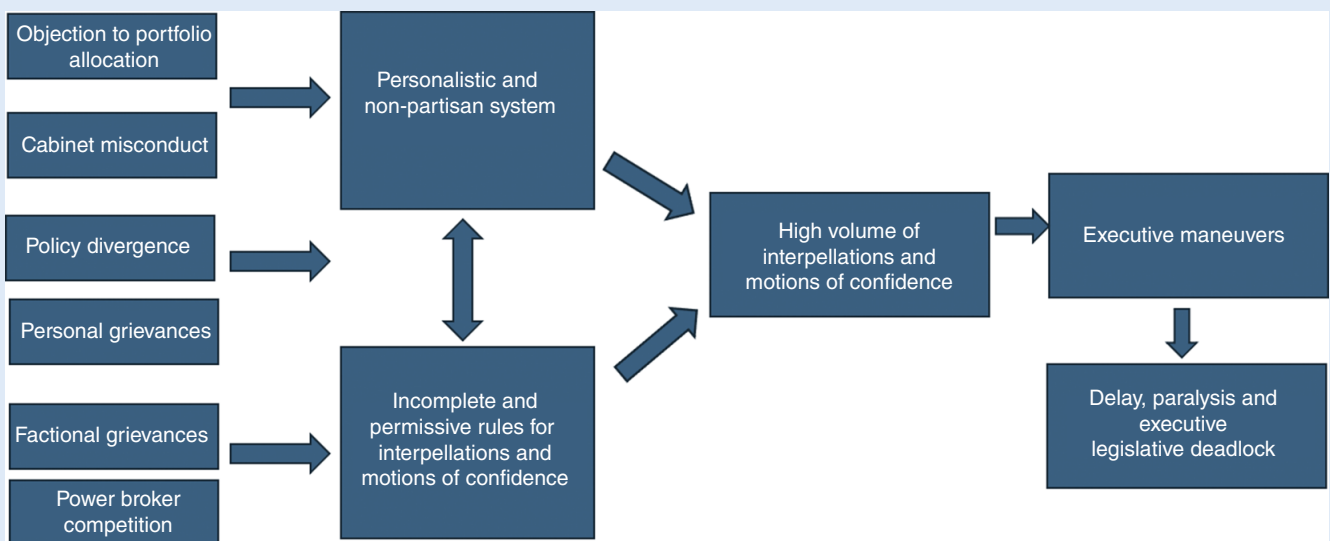 Objection to portfolio
allocation
Cabinet misconduct
Policy divergence
Personal grievances
Factional grievances
Power broker
competition
Personalistic and
non-partisan system
Incomplete and
permissive rules for
interpellations and
motions of confidence
High volume of
interpellations and
motions of confidence
Executive maneuvers
Delay, paralysis and
executive
legislative deadlock